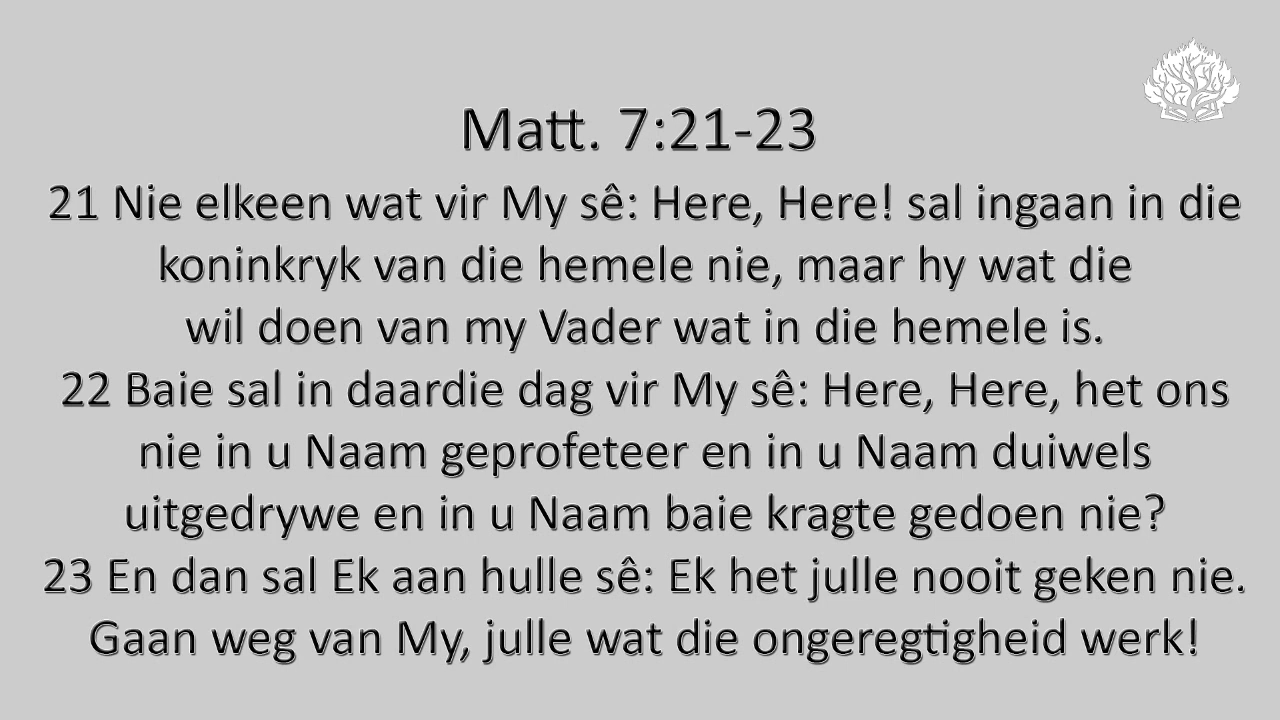 Matt. 7:21-23
21 Nie elkeen wat vir My sê: Here, Here! sal ingaan in die
koninkryk van die hemele nie, maar hy wat die
wil doen van my Vader wat in die hemele is.
22 Baie sal in daardie dag vir My sê: Here, Here, het ons
nie in u Naam geprofeteer en in u Naam duiwels
uitgedrywe en in u Naam baie kragte gedoen nie?
23 En dan sal Ek aan hulle sê: Ek het julle nooit geken nie.
Gaan weg van My, julle wat die ongeregtigheid werk!